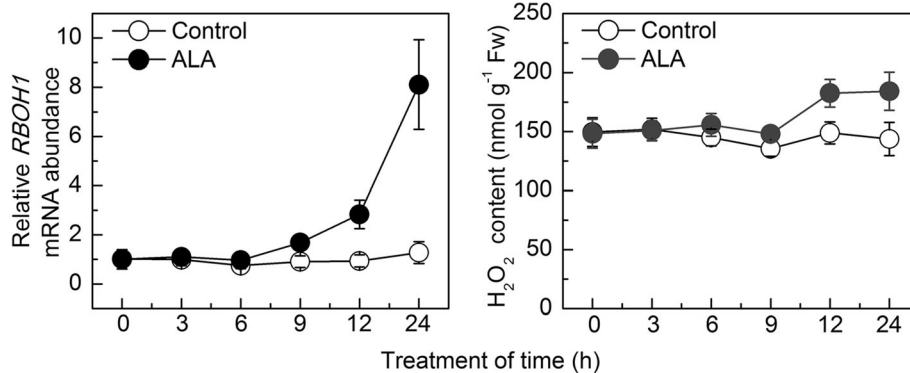 Relative RBOH1
mRNA abundance
10
8
6
4
2
0
Control
ALA
0 3 6 9 12 24
H₂O₂ content (nmol g⁻¹ Fw)
250
200
150
100
50
0
Control
ALA
0 3 6 9 12 24
Treatment of time (h)